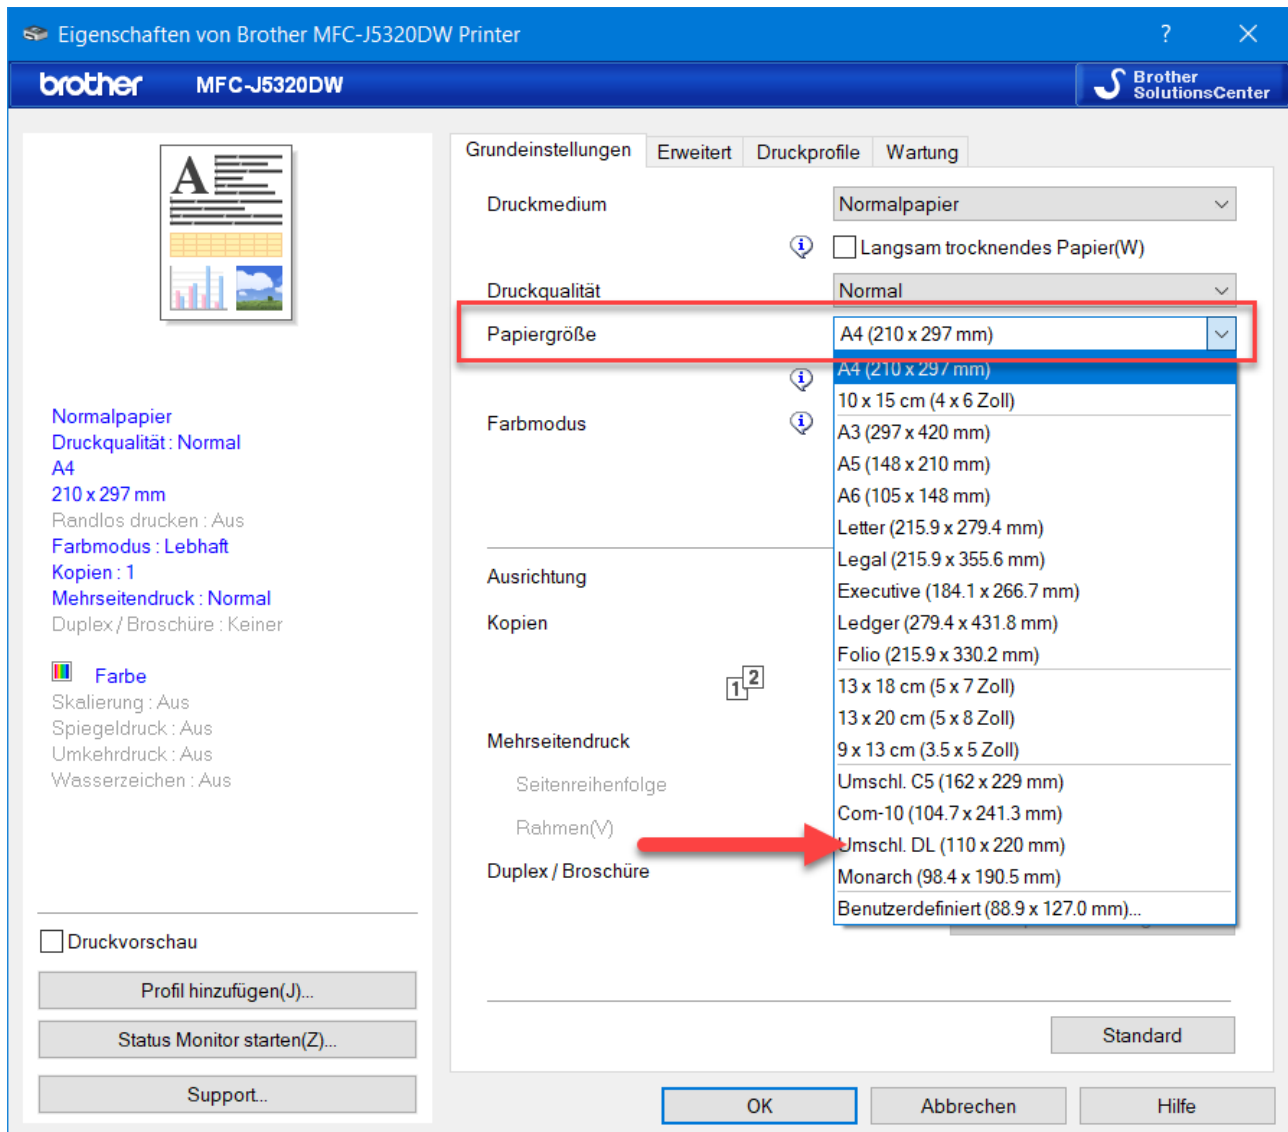 Eigenschaften von Brother MFC-J5320DW Printer
brother MFC-J5320DW
Brother
SolutionsCenter
A
Normalpapier
Druckqualität : Normal
A4
210 x 297 mm
Randlos drucken : Aus
Farbmodus : Lebhaft
Kopien : 1
Mehrseitendruck : Normal
Duplex / Broschüre : Keiner
Farbe
Skalierung : Aus
Spiegeldruck : Aus
Umkehrdruck : Aus
Wasserzeichen : Aus
Druckvorschau
Profil hinzufügen(J)...
Status Monitor starten(Z)...
Support...
Grundeinstellungen Erweitert Druckprofile Wartung
Druckmedium Normalpapier
Langsam trocknendes Papier(W)
Druckqualität Normal
Papiergröße A4 (210 x 297 mm)
A4 (210 x 297 mm)
10 x 15 cm (4 x 6 Zoll)
A3 (297 x 420 mm)
A5 (148 x 210 mm)
A6 (105 x 148 mm)
Letter (215.9 x 279.4 mm)
Legal (215.9 x 355.6 mm)
Executive (184.1 x 266.7 mm)
Ledger (279.4 x 431.8 mm)
Folio (215.9 x 330.2 mm)
13 x 18 cm (5 x 7 Zoll)
13 x 20 cm (5 x 8 Zoll)
9 x 13 cm (3.5 x 5 Zoll)
Umschl. C5 (162 x 229 mm)
Com-10 (104.7 x 241.3 mm)
Umschl. DL (110 x 220 mm)
Monarch (98.4 x 190.5 mm)
Benutzerdefiniert (88.9 x 127.0 mm)...
Farbmodus
Ausrichtung
Kopien
1 2
Mehrseitendruck
Seitenreihenfolge
Rahmen(V)
Duplex / Broschüre
Standard
OK Abbrechen Hilfe